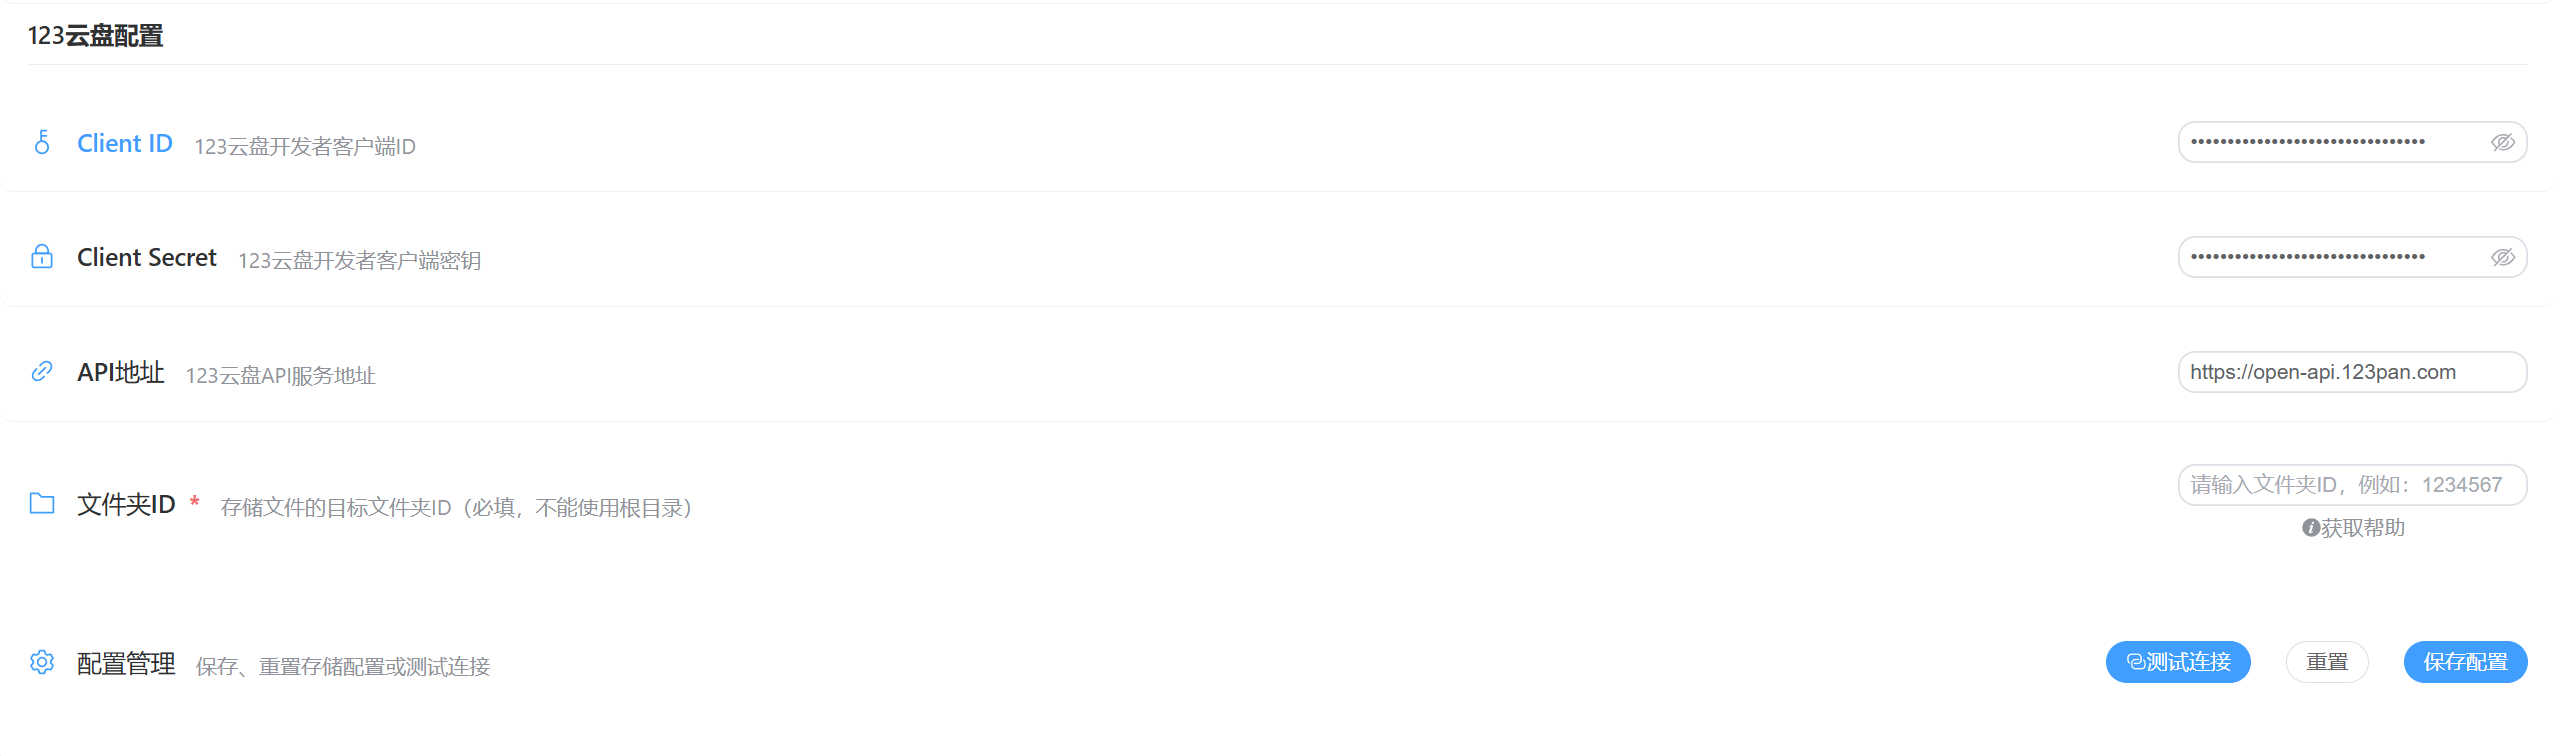 123云盘配置
Client ID 123云盘开发者客户端ID
•••••••••••••••••••••••••••••••• 
Client Secret 123云盘开发者客户端密钥
••••••••••••••••••••••••••••••••
API地址 123云盘API服务地址
https://open-api.123pan.com
文件夹ID * 存储文件的目标文件夹ID（必填，不能使用根目录）
请输入文件夹ID，例如：1234567
获取帮助
配置管理 保存、重置存储配置或测试连接
测试连接 重置 保存配置